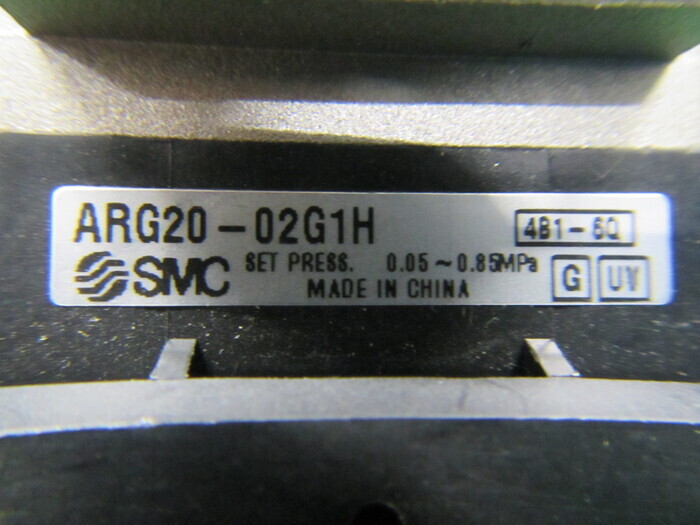 ARG20-02G1H 4B1-6Q
SMC SET PRESS. 0.05~0.85MPa
MADE IN CHINA G UV